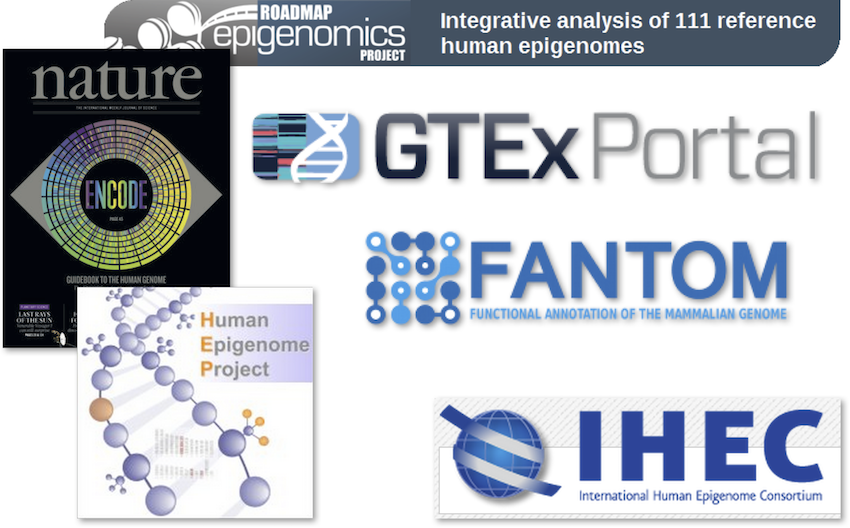 ROADMAP
epigenomics
PROJECT
Integrative analysis of 111 reference
human epigenomes
nature
THE INTERNATIONAL WEEKLY JOURNAL OF SCIENCE
ENCODE
GUIDEBOOK TO THE HUMAN GENOME
LAST RAYS
OF THE SUN
GTEx Portal
FANTOM
FUNCTIONAL ANNOTATION OF THE MAMMALIAN GENOME
Human
Epigenome
Project
IHEC
International Human Epigenome Consortium